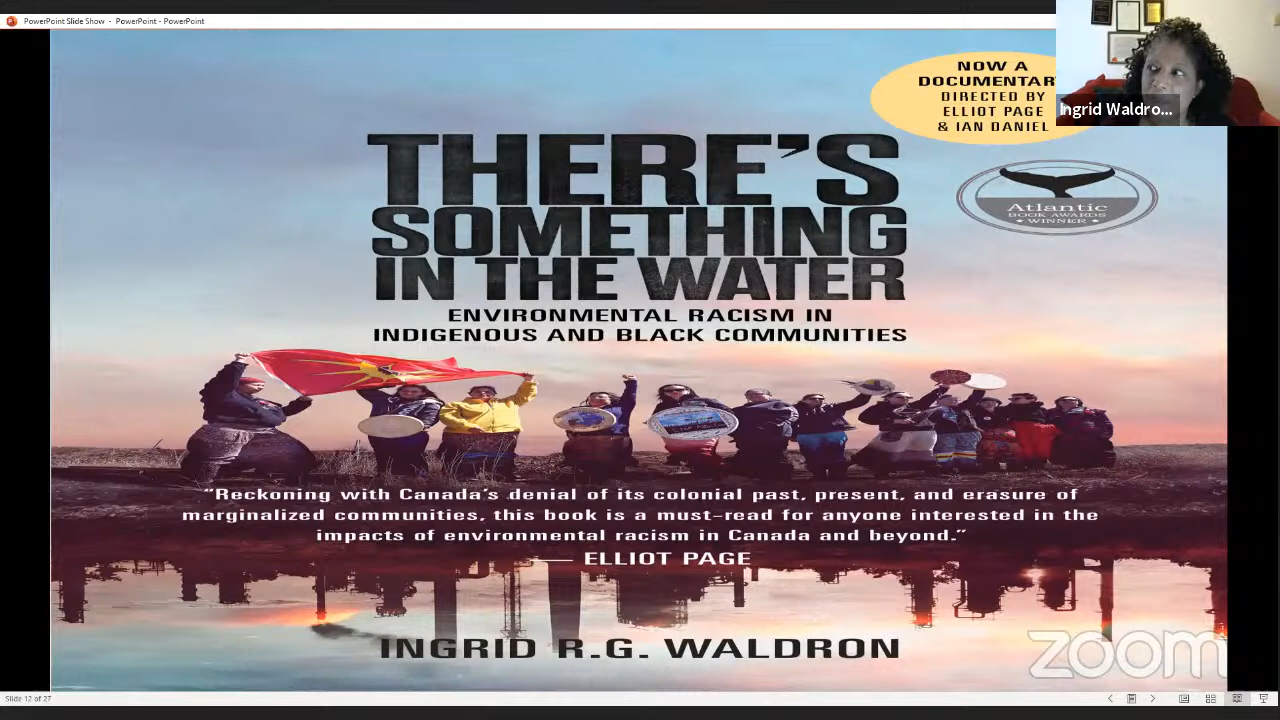 PowerPoint Slide Show - PowerPoint - PowerPoint
NOW A
DOCUMENTAR
DIRECTED BY
ELLIOT PAGE
& IAN DANIEL
Ingrid Waldro...
THERE'S
SOMETHING
IN THE WATER
Atlantic
BOOK AWARDS
★ WINNER ★
ENVIRONMENTAL RACISM IN
INDIGENOUS AND BLACK COMMUNITIES
"Reckoning with Canada's denial of its colonial past, present, and erasure of
marginalized communities, this book is a must-read for anyone interested in the
impacts of environmental racism in Canada and beyond."
— ELLIOT PAGE
INGRID R.G. WALDRON
zoom
Slide 12 of 27